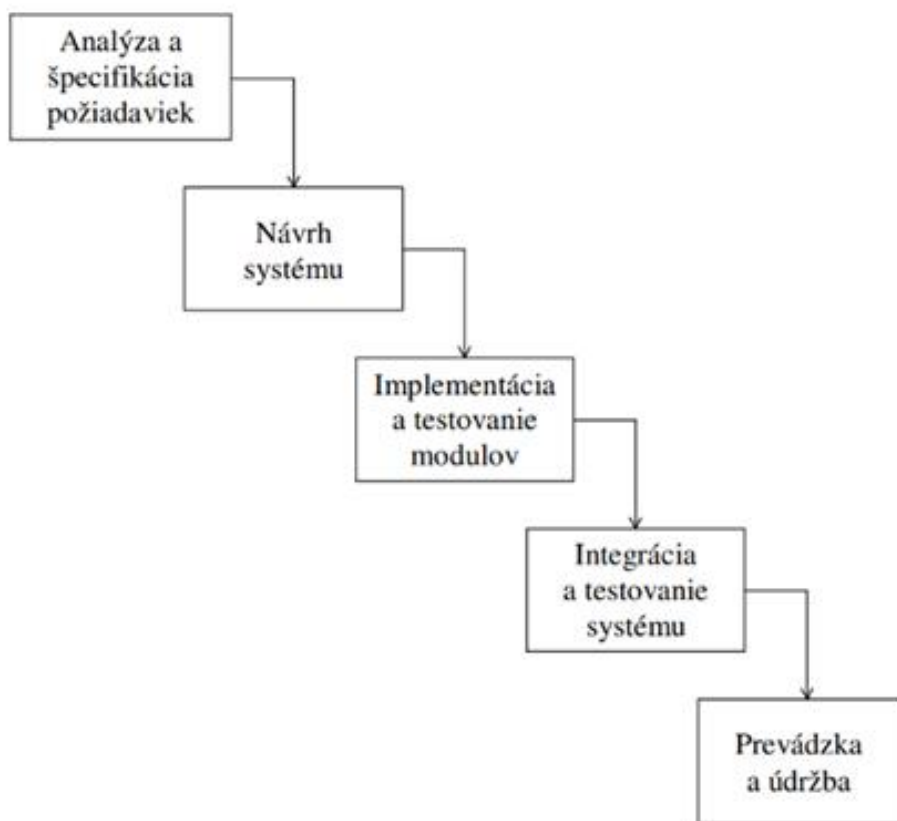 Analýza a
špecifikácia
požiadaviek
Návrh
systému
Implementácia
a testovanie
modulov
Integrácia
a testovanie
systému
Prevádzka
a údržba